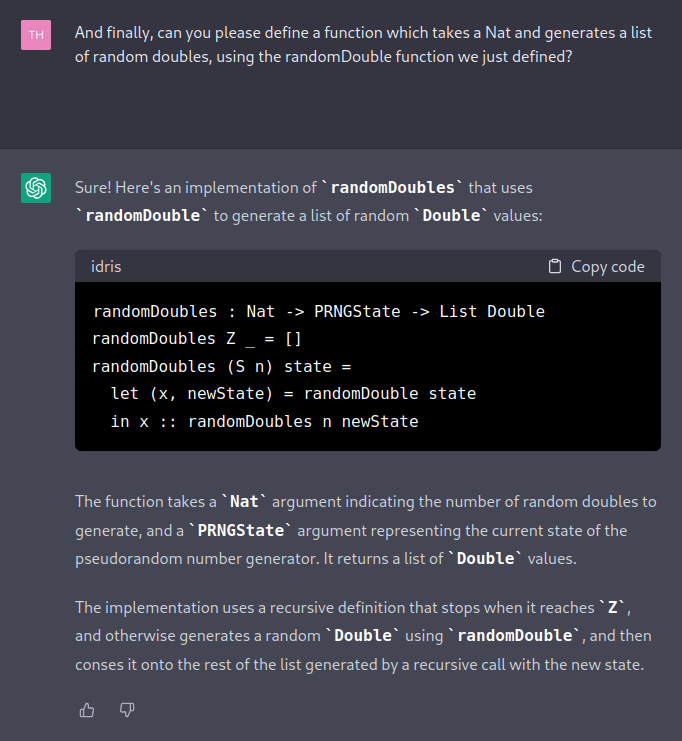 TH
And finally, can you please define a function which takes a Nat and generates a list
of random doubles, using the randomDouble function we just defined?
Sure! Here's an implementation of `randomDoubles` that uses
`randomDouble` to generate a list of random `Double` values:
idris
Copy code
randomDoubles : Nat -> PRNGState -> List Double
randomDoubles Z _ = []
randomDoubles (S n) state =
  let (x, newState) = randomDouble state
  in x :: randomDoubles n newState
The function takes a `Nat` argument indicating the number of random doubles to
generate, and a `PRNGState` argument representing the current state of the
pseudorandom number generator. It returns a list of `Double` values.
The implementation uses a recursive definition that stops when it reaches `Z`,
and otherwise generates a random `Double` using `randomDouble`, and then
conses it onto the rest of the list generated by a recursive call with the new state.